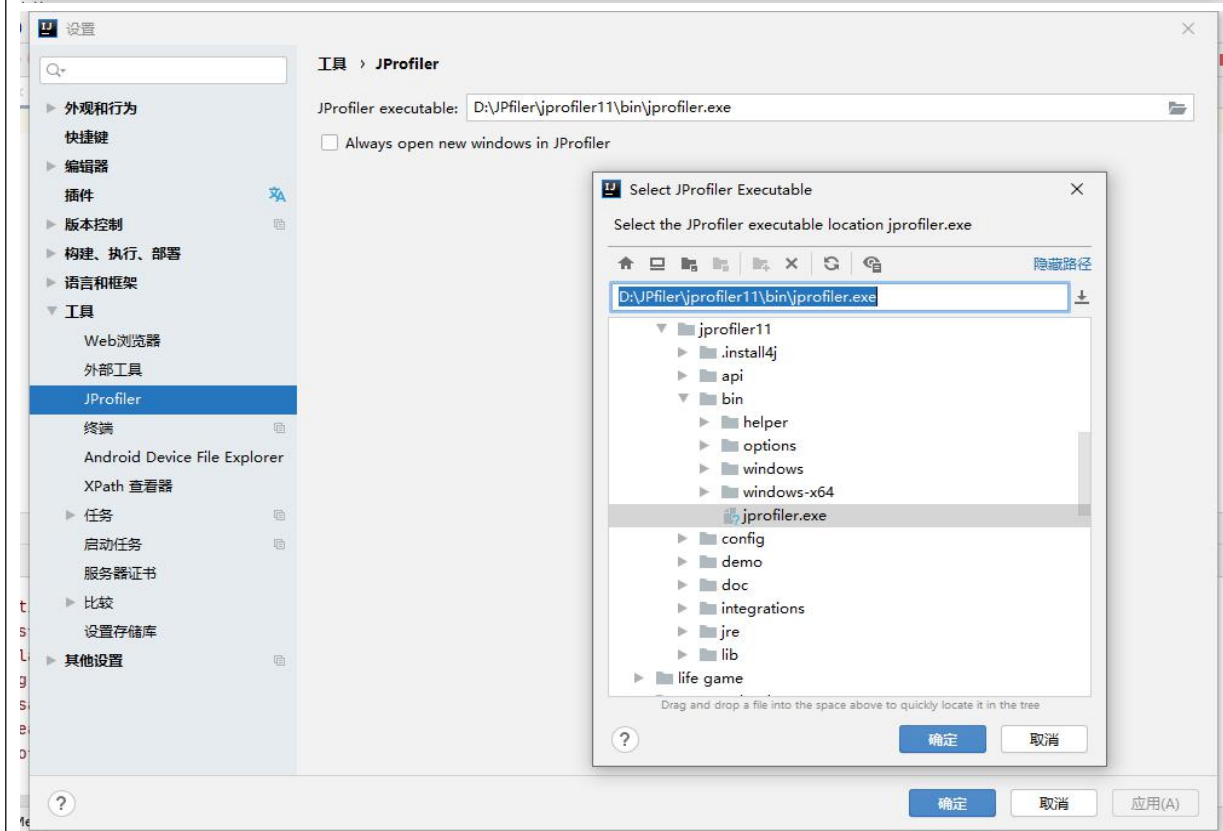 设置
工具 › JProfiler
外观和行为
JProfiler executable: D:\JPfiler\jprofiler11\bin\jprofiler.exe
快捷键
Always open new windows in JProfiler
编辑器
插件
版本控制
构建、执行、部署
语言和框架
工具
Web浏览器
外部工具
JProfiler
终端
Android Device File Explorer
XPath 查看器
任务
启动任务
服务器证书
比较
设置存储库
其他设置
Select JProfiler Executable
Select the JProfiler executable location jprofiler.exe
隐藏路径
D:\JPfiler\jprofiler11\bin\jprofiler.exe
jprofiler11
.install4j
api
bin
helper
options
windows
windows-x64
jprofiler.exe
config
demo
doc
integrations
jre
lib
life game
Drag and drop a file into the space above to quickly locate it in the tree
?
确定 取消
?
确定 取消 应用(A)